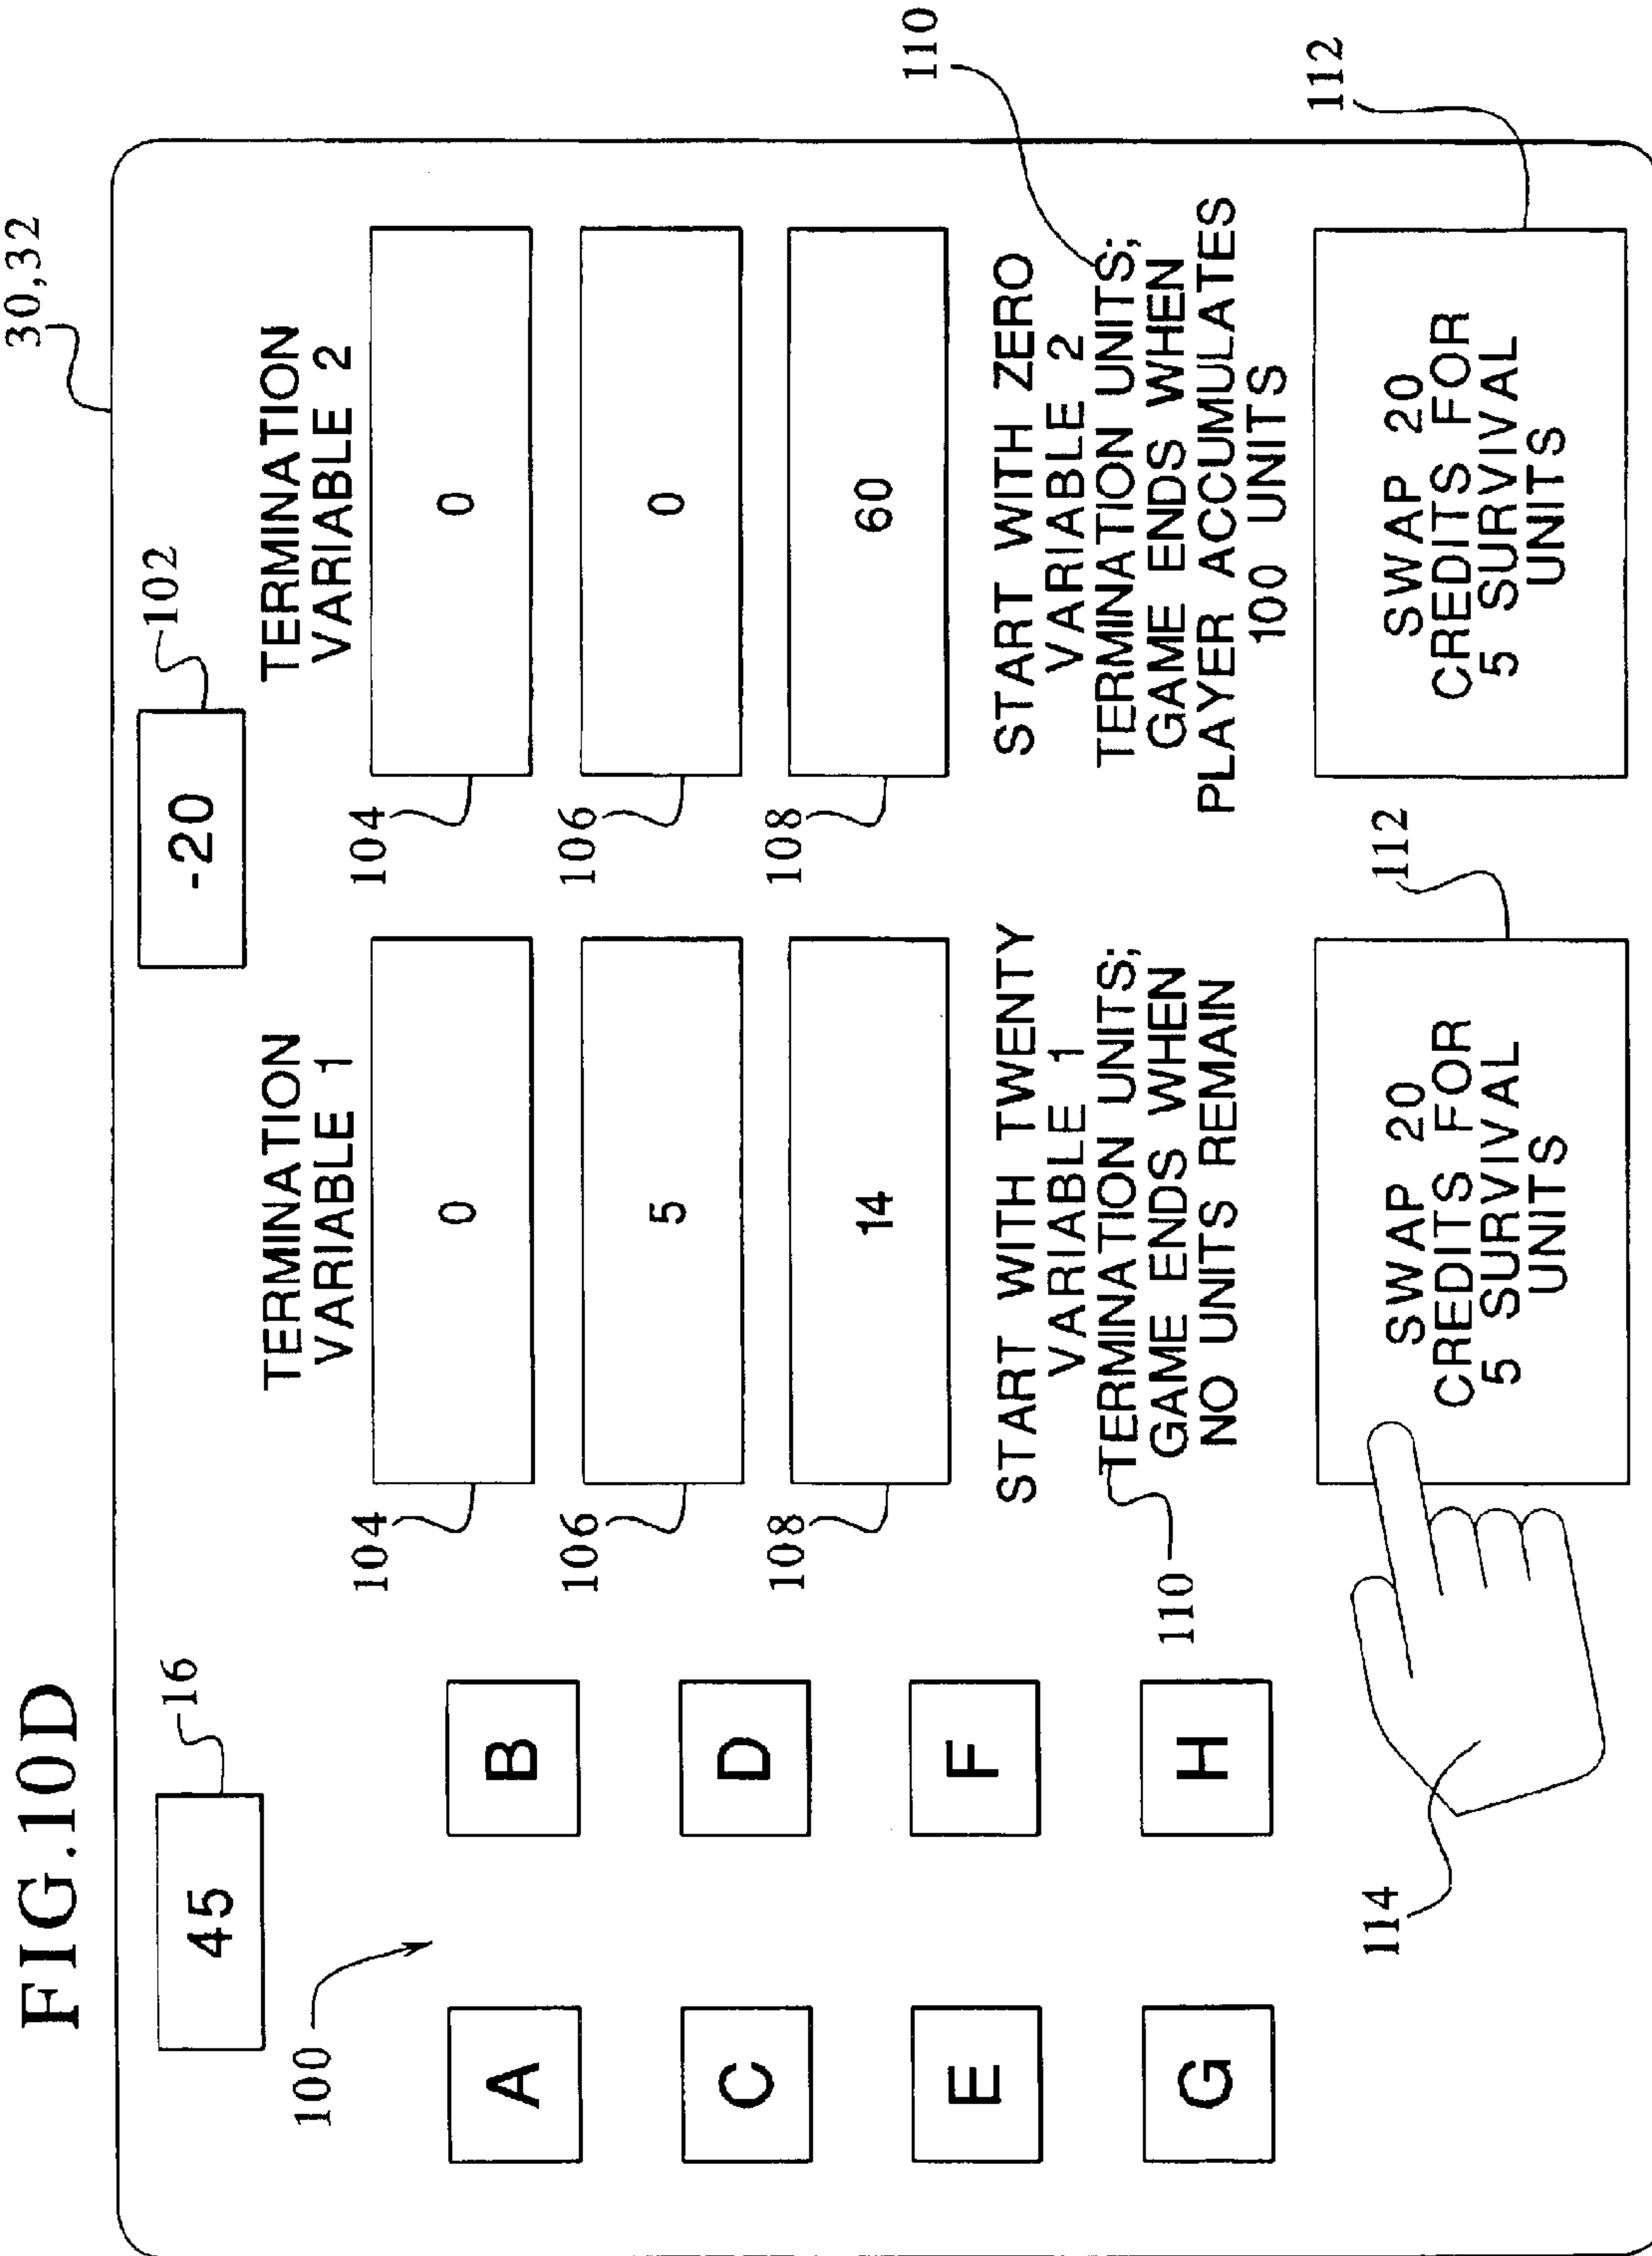 FIG.10D
30,32
45
16
-20
102
100
TERMINATION
VARIABLE 1
TERMINATION
VARIABLE 2
A
B
C
D
E
F
G
H
104
0
106
5
108
14
104
0
106
0
108
60
START WITH TWENTY
VARIABLE 1
TERMINATION UNITS;
GAME ENDS WHEN
NO UNITS REMAIN
110
START WITH ZERO
VARIABLE 2
TERMINATION UNITS;
GAME ENDS WHEN
PLAYER ACCUMULATES
100 UNITS
110
114
SWAP 20
CREDITS FOR
5 SURVIVAL
UNITS
112
SWAP 20
CREDITS FOR
5 SURVIVAL
UNITS
112